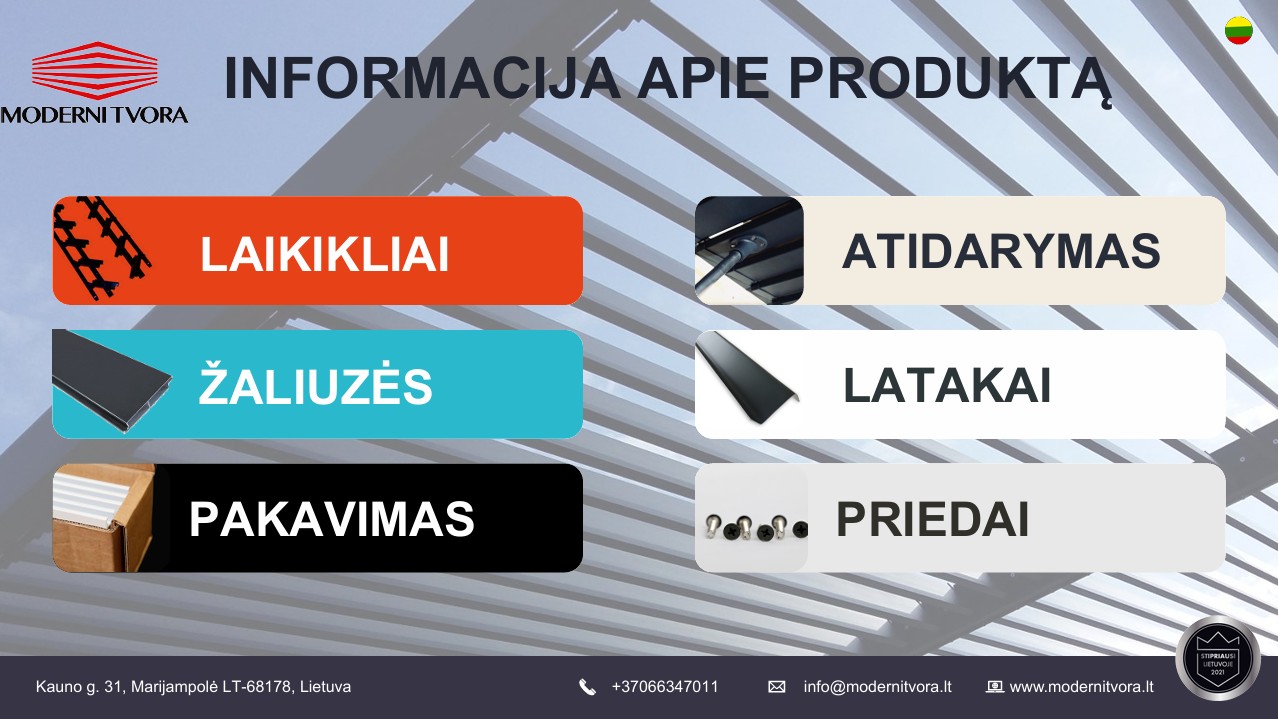 MODERNI TVORA
INFORMACIJA APIE PRODUKTĄ
LAIKIKLIAI
ATIDARYMAS
ŽALIUZĖS
LATAKAI
PAKAVIMAS
PRIEDAI
STIPRIAUSI
LIETUVOJE
2021
Kauno g. 31, Marijampolė LT-68178, Lietuva
+37066347011
info@modernitvora.lt
www.modernitvora.lt